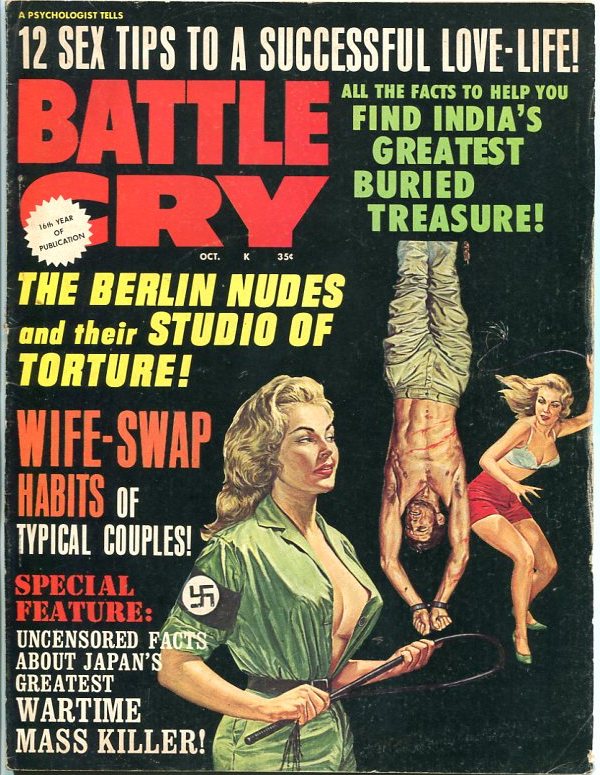 A PSYCHOLOGIST TELLS
12 SEX TIPS TO A SUCCESSFUL LOVE-LIFE!
BATTLE
CRY
16th YEAR
OF
PUBLICATION
OCT. K 35¢
ALL THE FACTS TO HELP YOU
FIND INDIA'S
GREATEST
BURIED
TREASURE!
THE BERLIN NUDES
and their STUDIO OF
TORTURE!
WIFE-SWAP
HABITS OF
TYPICAL COUPLES!
SPECIAL
FEATURE:
UNCENSORED FACTS
ABOUT JAPAN'S
GREATEST
WARTIME
MASS KILLER!